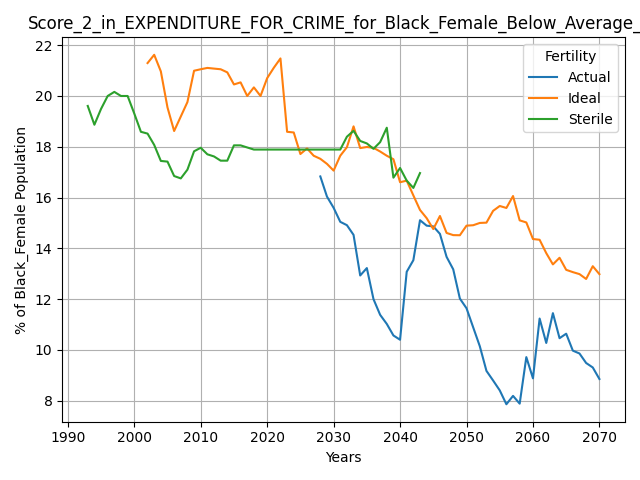 Score_2_in_EXPENDITURE_FOR_CRIME_for_Black_Female_Below_Average_
22
20
18
16
14
12
10
8
% of Black_Female Population
Fertility
Actual
Ideal
Sterile
1990 2000 2010 2020 2030 2040 2050 2060 2070
Years